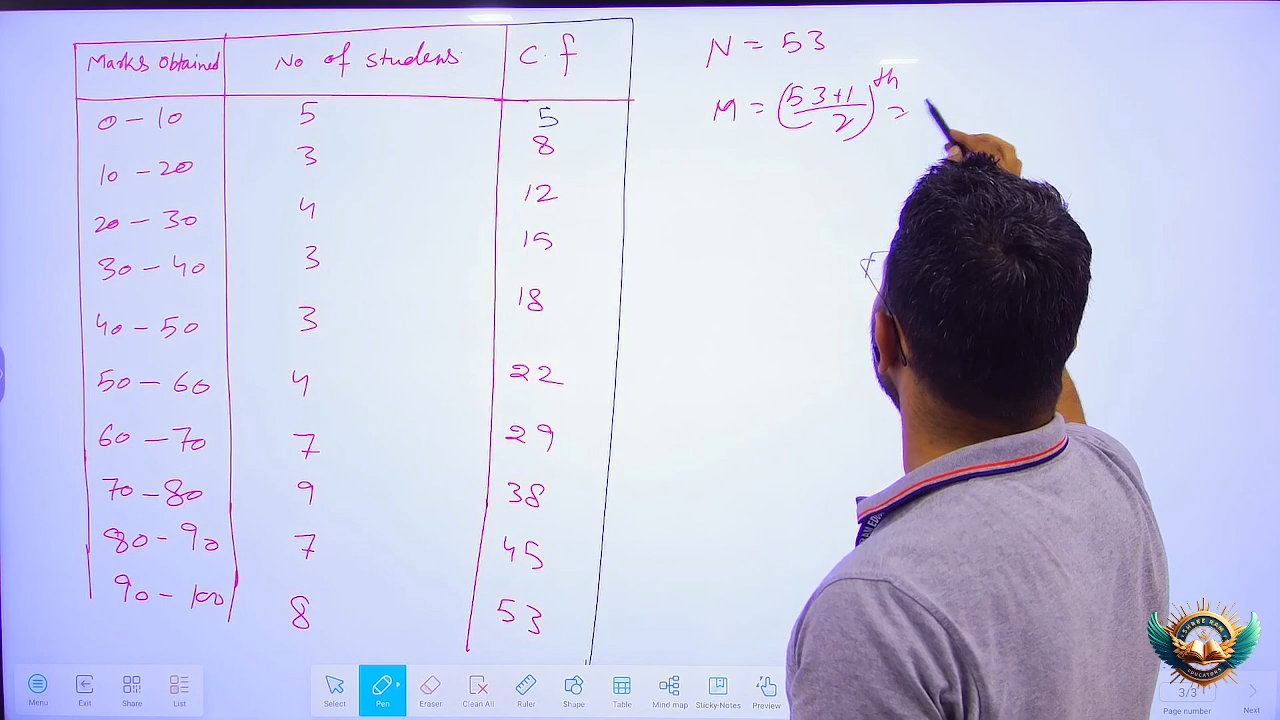 Marks Obtained No of students C.f
0-10 5 5
10-20 3 8
20-30 4 12
30-40 3 15
40-50 3 18
50-60 4 22
60-70 7 29
70-80 9 38
80-90 7 45
90-100 8 53
N = 53
M = (53+1/2)th =
Menu Exit Share List Select Pen Eraser Clean All Ruler Shape Table Mind map Sticky-Notes Preview
3/3
Page number Next
SHREE RAM
EDUCATORS